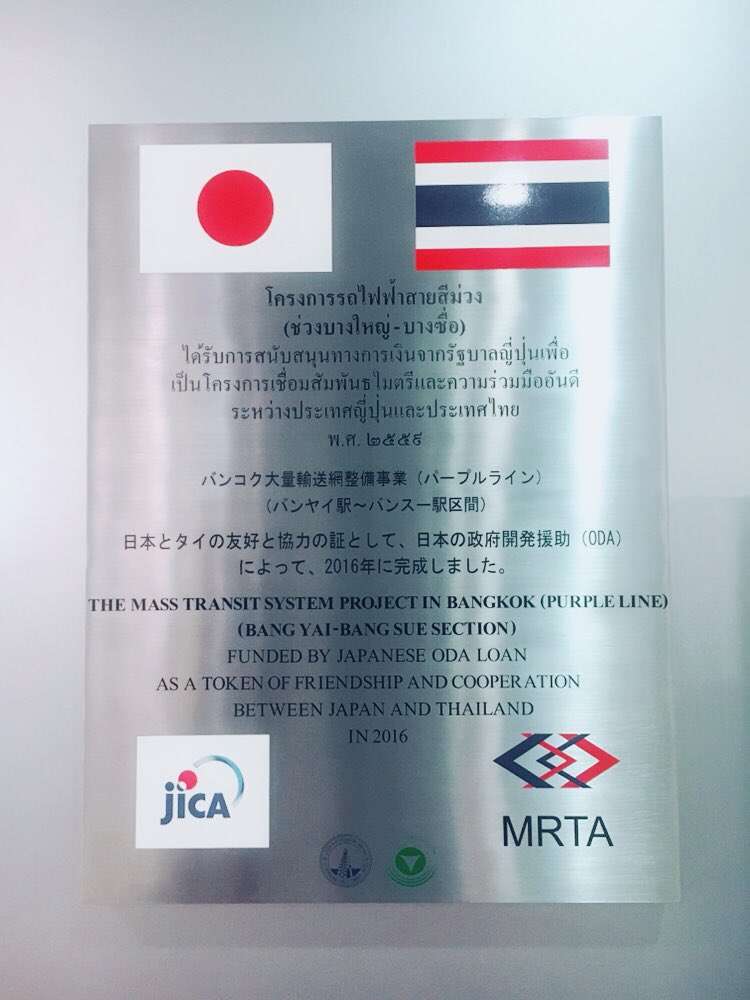 โครงการรถไฟฟ้าสายสีม่วง
(ช่วงบางใหญ่ - บางซื่อ)
ได้รับการสนับสนุนทางการเงินจากรัฐบาลญี่ปุ่นเพื่อ
เป็นโครงการเชื่อมสัมพันธไมตรีและความร่วมมืออันดี
ระหว่างประเทศญี่ปุ่นและประเทศไทย
พ.ศ. ๒๕๕๙
バンコク大量輸送網整備事業（パープルライン）
（バンヤイ駅～バンスー駅区間）
日本とタイの友好と協力の証として、日本の政府開発援助（ODA）
によって、2016年に完成しました。
THE MASS TRANSIT SYSTEM PROJECT IN BANGKOK (PURPLE LINE)
(BANG YAI-BANG SUE SECTION)
FUNDED BY JAPANESE ODA LOAN
AS A TOKEN OF FRIENDSHIP AND COOPERATION
BETWEEN JAPAN AND THAILAND
IN 2016
jICA
MRTA